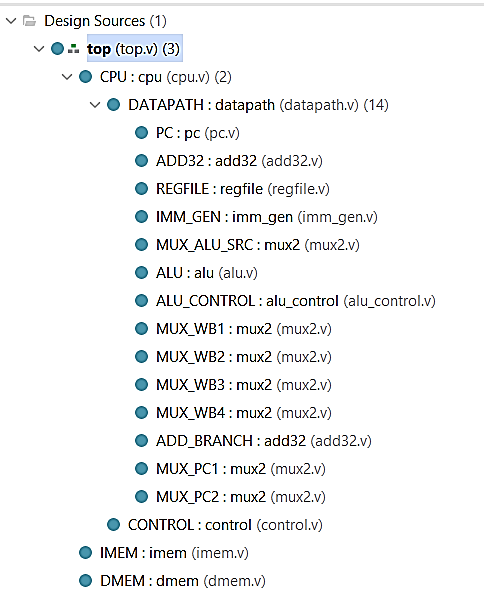 Design Sources (1)
top (top.v) (3)
CPU : cpu (cpu.v) (2)
DATAPATH : datapath (datapath.v) (14)
PC : pc (pc.v)
ADD32 : add32 (add32.v)
REGFILE : regfile (regfile.v)
IMM_GEN : imm_gen (imm_gen.v)
MUX_ALU_SRC : mux2 (mux2.v)
ALU : alu (alu.v)
ALU_CONTROL : alu_control (alu_control.v)
MUX_WB1 : mux2 (mux2.v)
MUX_WB2 : mux2 (mux2.v)
MUX_WB3 : mux2 (mux2.v)
MUX_WB4 : mux2 (mux2.v)
ADD_BRANCH : add32 (add32.v)
MUX_PC1 : mux2 (mux2.v)
MUX_PC2 : mux2 (mux2.v)
CONTROL : control (control.v)
IMEM : imem (imem.v)
DMEM : dmem (dmem.v)